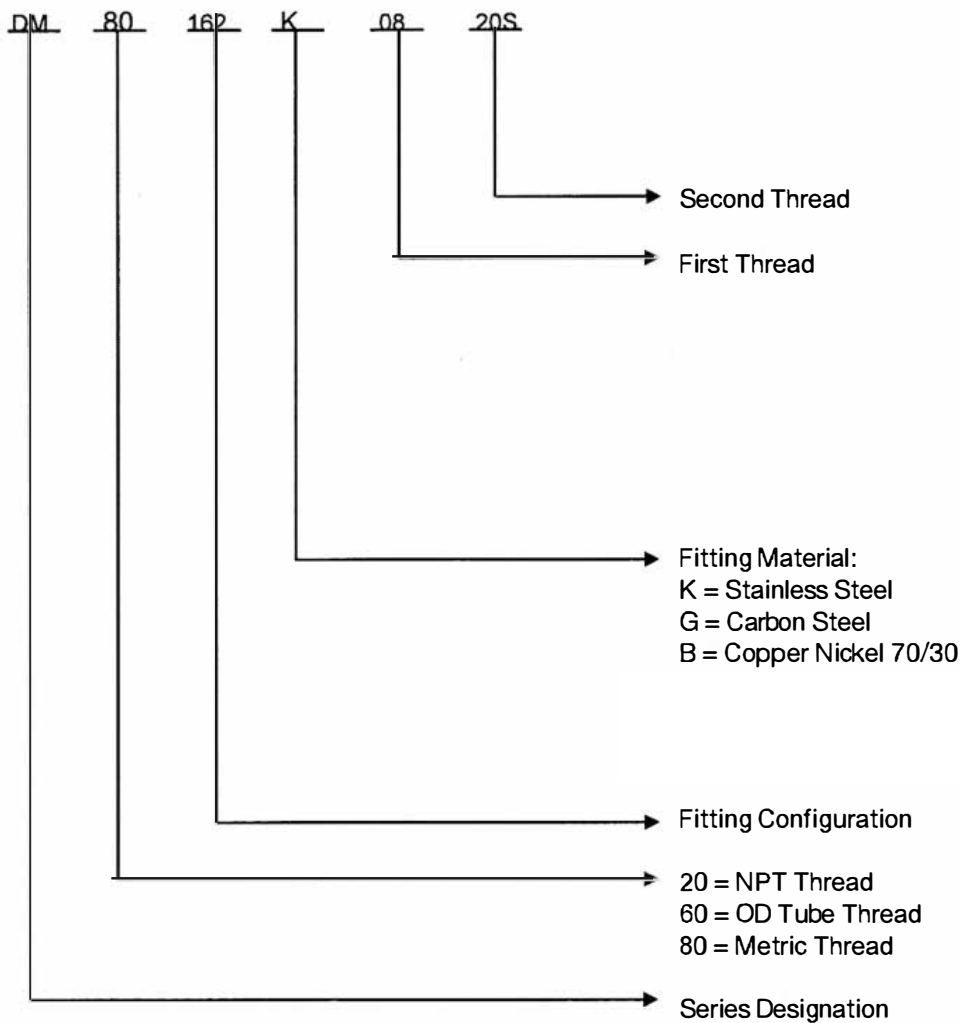 DM 80 162 K 08 20S
Second Thread
First Thread
Fitting Material:
K = Stainless Steel
G = Carbon Steel
B = Copper Nickel 70/30
Fitting Configuration
20 = NPT Thread
60 = OD Tube Thread
80 = Metric Thread
Series Designation